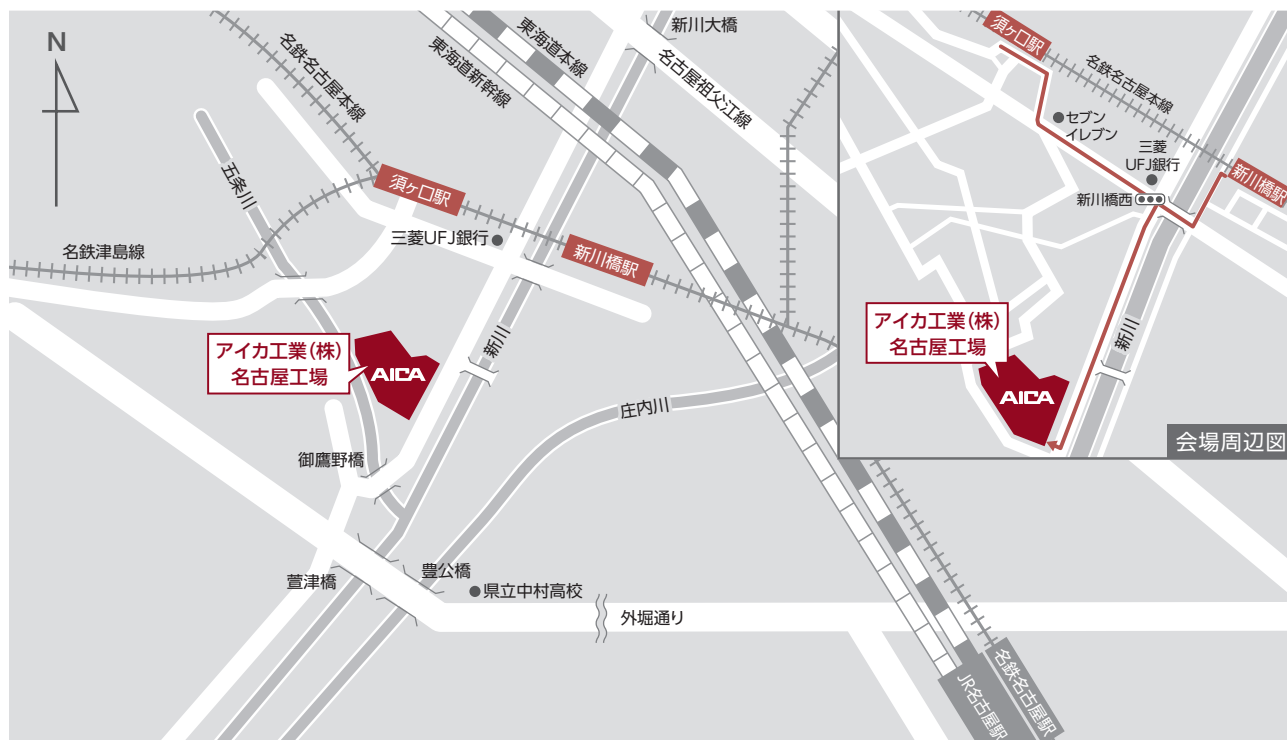 N
名鉄名古屋本線
東海道新幹線
東海道本線
新川大橋
名古屋祖父江線
五条川
須ヶ口駅
三菱UFJ銀行
新川橋駅
名鉄津島線
新川
アイカ工業(株)
名古屋工場
AICA
庄内川
御鷹野橋
萱津橋
豊公橋
県立中村高校
外堀通り
JR名古屋駅
名鉄名古屋駅
須ヶ口駅
名鉄名古屋本線
セブン
イレブン
三菱
UFJ銀行
新川橋西
新川橋駅
アイカ工業(株)
名古屋工場
AICA
新川
会場周辺図